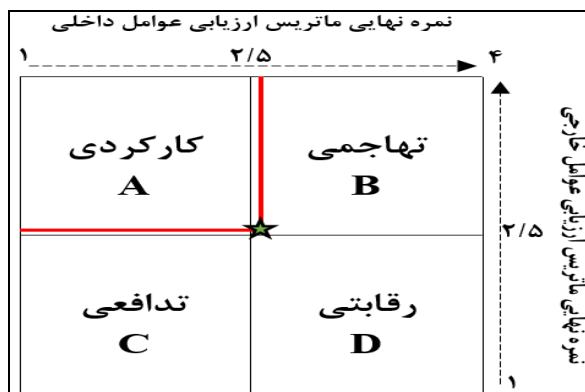 نمره نهایی ماتریس ارزیابی عوامل داخلی
۱ ۲/۵ ۴
کارکردی
A
تهاجمی
B
تدافعی
C
رقابتی
D
نمره نهایی ماتریس ارزیابی عوامل خارجی
۲/۵
۱